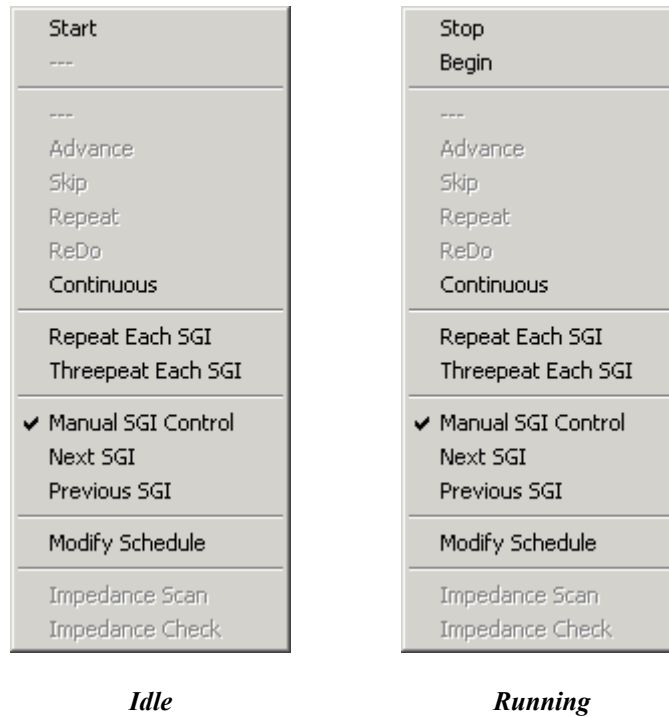 Start
---
---
Advance
Skip
Repeat
ReDo
Continuous
Repeat Each SGI
Threepeat Each SGI
Manual SGI Control
Next SGI
Previous SGI
Modify Schedule
Impedance Scan
Impedance Check
Idle
Stop
Begin
---
Advance
Skip
Repeat
ReDo
Continuous
Repeat Each SGI
Threepeat Each SGI
Manual SGI Control
Next SGI
Previous SGI
Modify Schedule
Impedance Scan
Impedance Check
Running